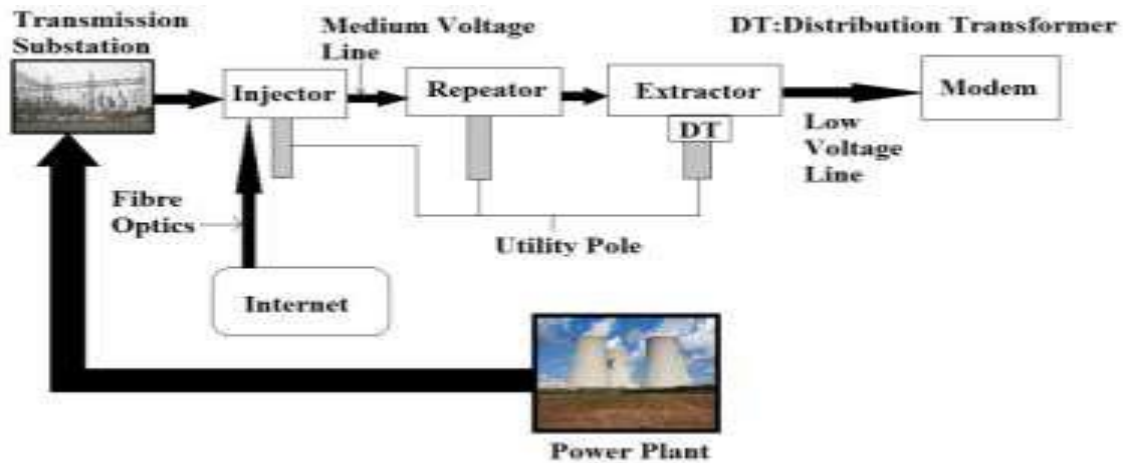 Transmission
Substation
Medium Voltage
Line
DT:Distribution Transformer
Injector
Repeator
Extractor
Modem
DT
Low
Voltage
Line
Fibre
Optics
Utility Pole
Internet
Power Plant